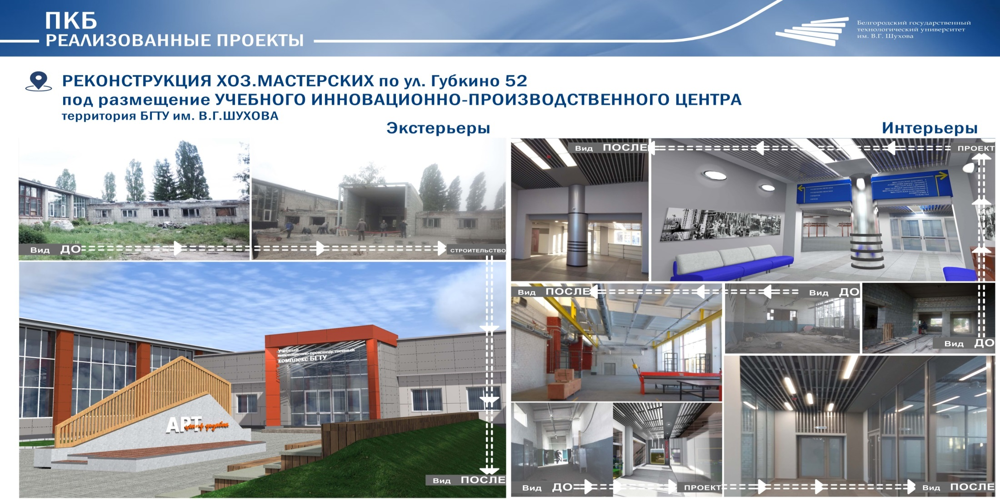 ПКБ
РЕАЛИЗОВАННЫЕ ПРОЕКТЫ
Белгородский государственный
технологический университет
им. В.Г. Шухова
РЕКОНСТРУКЦИЯ ХОЗ.МАСТЕРСКИХ по ул. Губкино 52
под размещение УЧЕБНОГО ИННОВАЦИОННО-ПРОИЗВОДСТВЕННОГО ЦЕНТРА
территория БГТУ им. В.Г.ШУХОВА
Экстерьеры
Интерьеры
Вид ДО
СТРОИТЕЛЬСТВО
Учебный
инновационно-производственный
комплекс БГТУ
АРТ
центр дизайна
Вид ПОСЛЕ
Вид ПОСЛЕ
ПРОЕКТ
Вид ПОСЛЕ
Вид ДО
Вид ДО
Вид ДО
ПРОЕКТ
Вид ПОСЛЕ